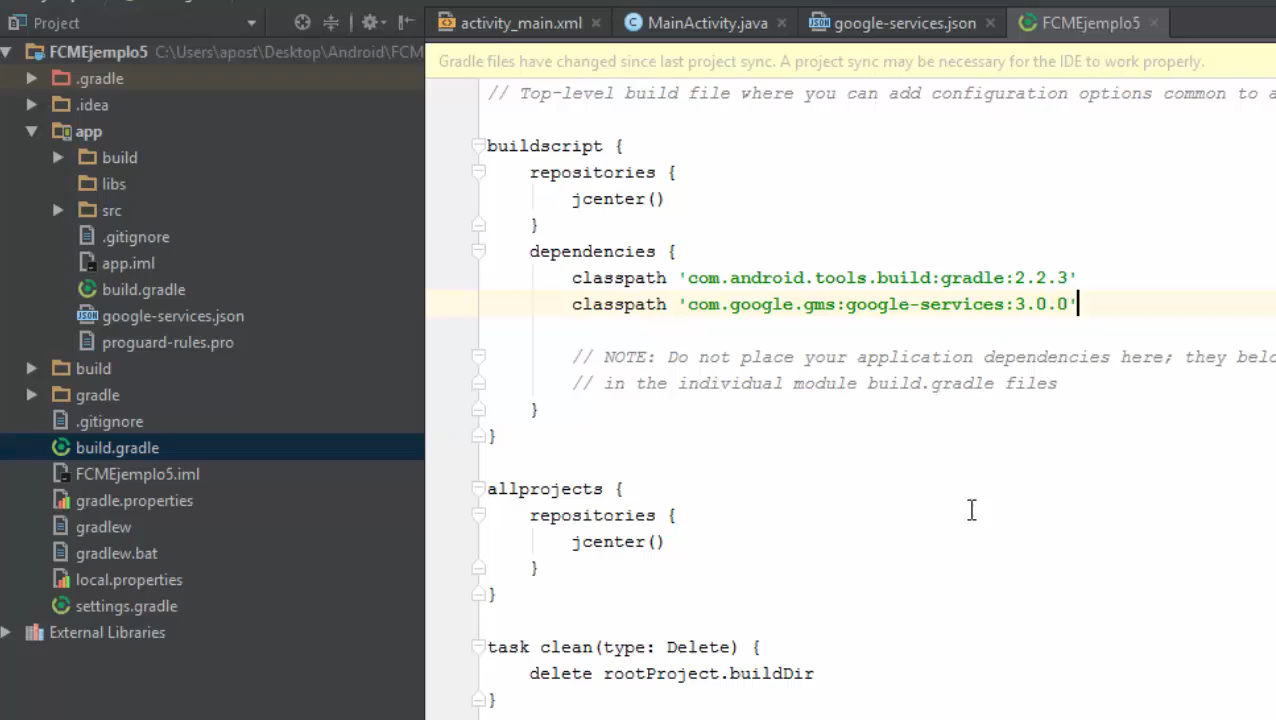 Project
FCMEjemplo5 C:\Users\apost\Desktop\Android\FCM
.gradle
.idea
app
build
libs
src
.gitignore
app.iml
build.gradle
google-services.json
proguard-rules.pro
build
gradle
.gitignore
build.gradle
FCMEjemplo5.iml
gradle.properties
gradlew
gradlew.bat
local.properties
settings.gradle
External Libraries
activity_main.xml
MainActivity.java
google-services.json
FCMEjemplo5
Gradle files have changed since last project sync. A project sync may be necessary for the IDE to work properly.
// Top-level build file where you can add configuration options common to a
buildscript {
repositories {
jcenter()
}
dependencies {
classpath 'com.android.tools.build:gradle:2.2.3'
classpath 'com.google.gms:google-services:3.0.0'
// NOTE: Do not place your application dependencies here; they belo
// in the individual module build.gradle files
}
}
allprojects {
repositories {
jcenter()
}
}
task clean(type: Delete) {
delete rootProject.buildDir
}